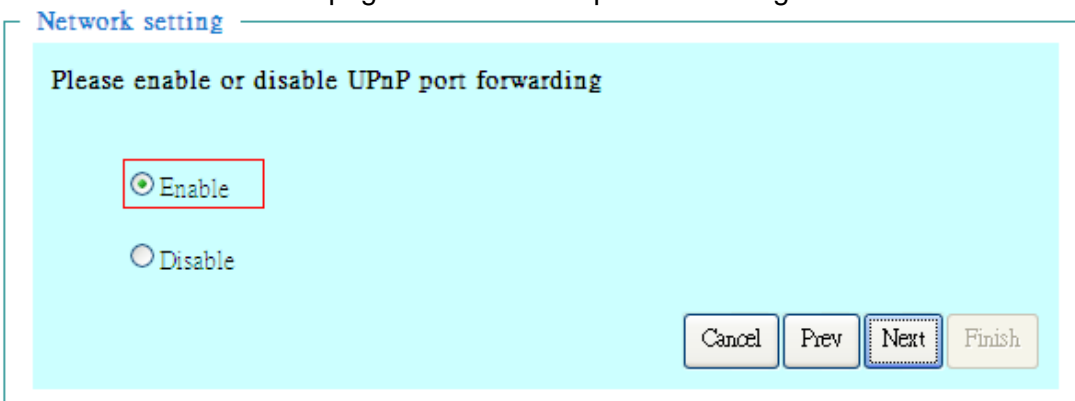 Network setting
Please enable or disable UPnP port forwarding
Enable
Disable
Cancel Prev Next Finish